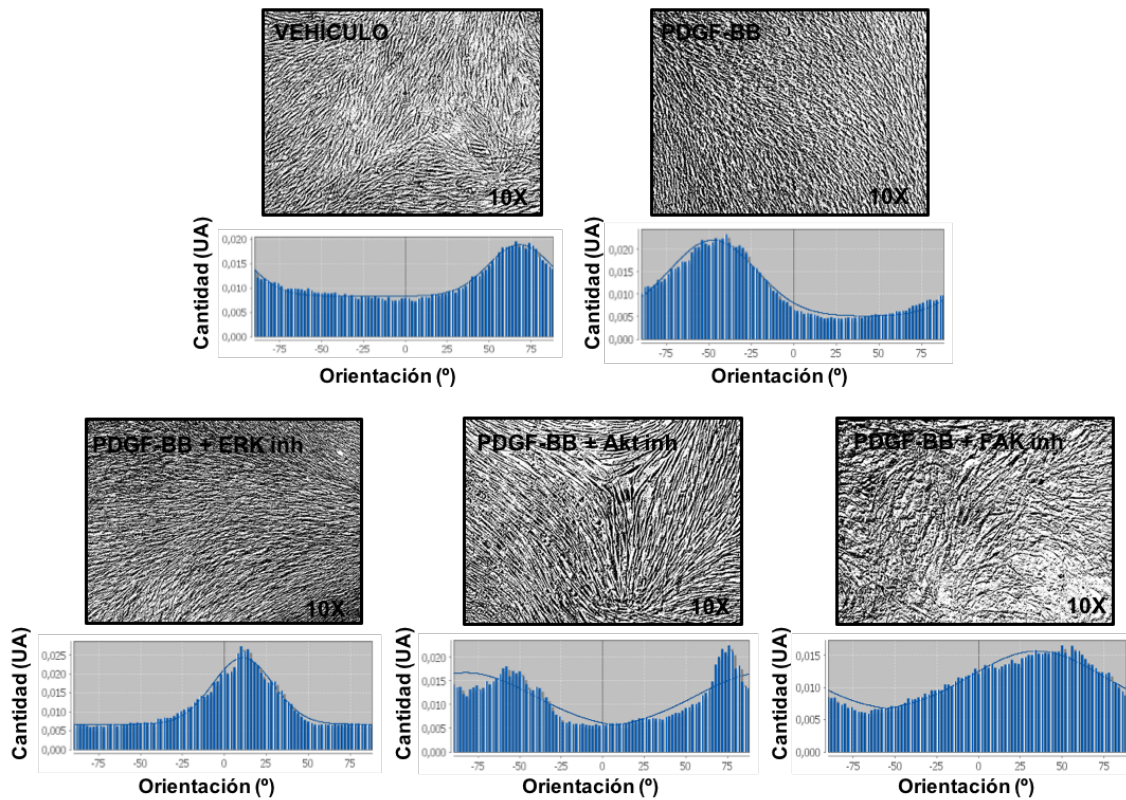 VEHÍCULO
10X
PDGF-BB
10X
Cantidad (UA)
0,020
0,015
0,010
0,005
0,000
-75 -50 -25 0 25 50 75
Orientación (º)
Cantidad (UA)
0,020
0,015
0,010
0,005
0,000
-75 -50 -25 0 25 50 75
Orientación (º)
PDGF-BB + ERK inh
10X
PDGF-BB + Akt inh
10X
PDGF-BB + FAK inh
10X
Cantidad (UA)
0,025
0,020
0,015
0,010
0,005
0,000
-75 -50 -25 0 25 50 75
Orientación (º)
Cantidad (UA)
0,020
0,015
0,010
0,005
0,000
-75 -50 -25 0 25 50 75
Orientación (º)
Cantidad (UA)
0,015
0,010
0,005
0,000
-75 -50 -25 0 25 50 75
Orientación (º)